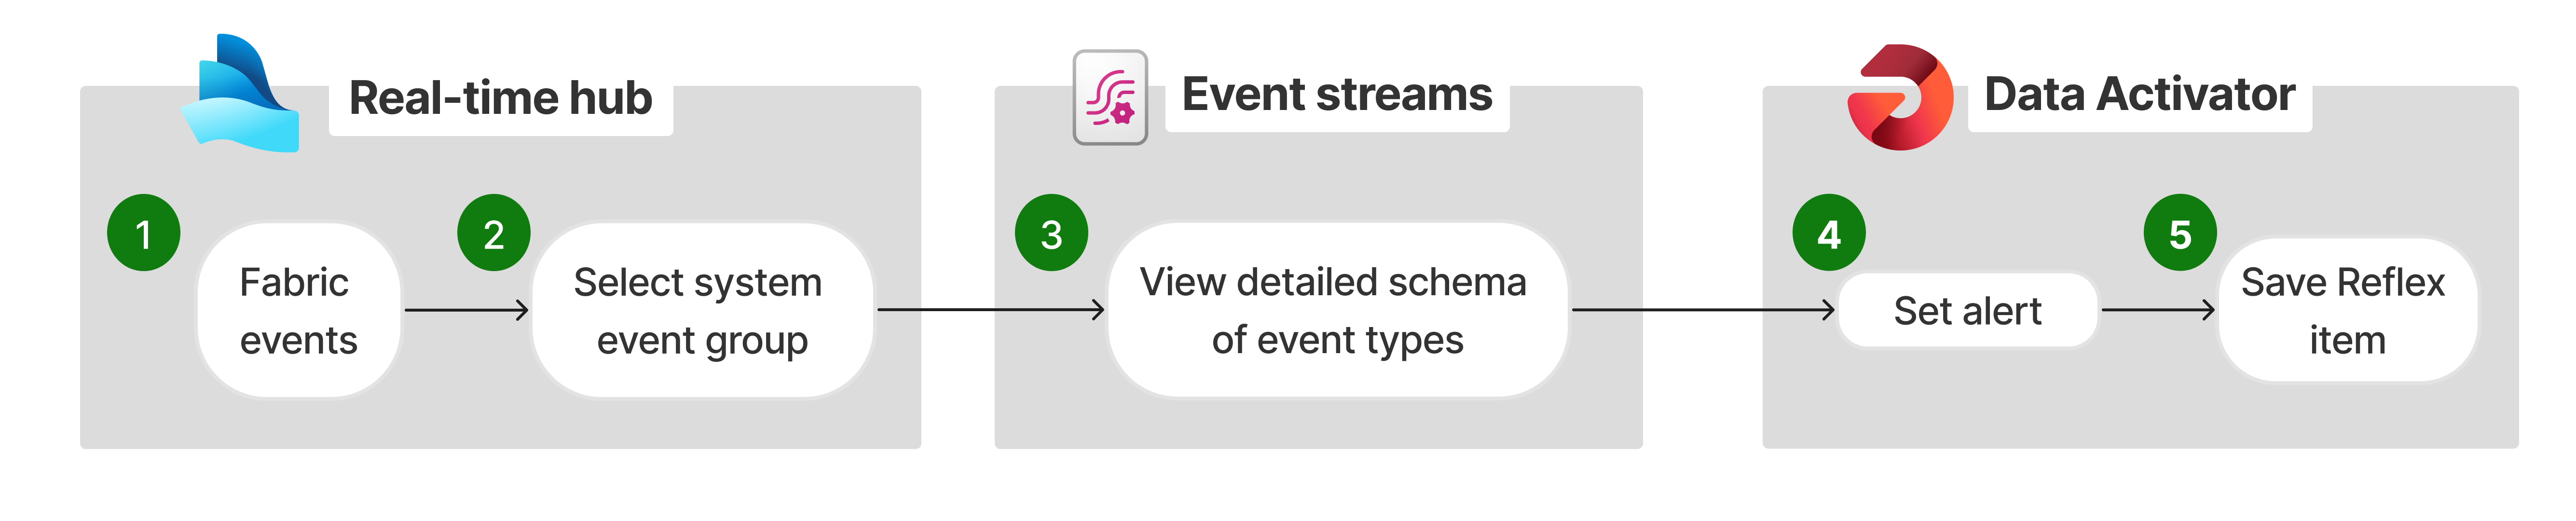 Real-time hub
1
Fabric
events
2
Select system
event group
Event streams
3
View detailed schema
of event types
Data Activator
4
Set alert
5
Save Reflex
item